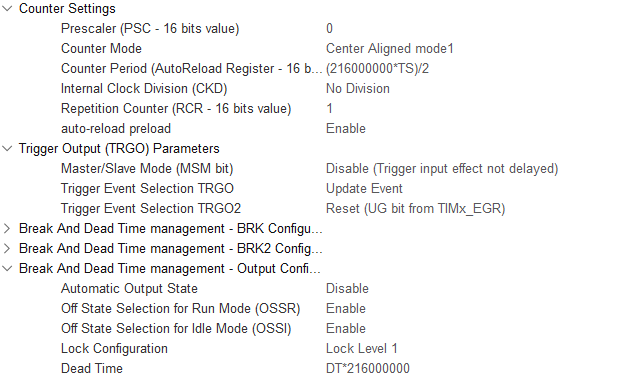 Counter Settings
Prescaler (PSC - 16 bits value) 0
Counter Mode Center Aligned mode1
Counter Period (AutoReload Register - 16 b... (216000000*TS)/2
Internal Clock Division (CKD) No Division
Repetition Counter (RCR - 16 bits value) 1
auto-reload preload Enable
Trigger Output (TRGO) Parameters
Master/Slave Mode (MSM bit) Disable (Trigger input effect not delayed)
Trigger Event Selection TRGO Update Event
Trigger Event Selection TRGO2 Reset (UG bit from TIMx_EGR)
Break And Dead Time management - BRK Configu...
Break And Dead Time management - BRK2 Config...
Break And Dead Time management - Output Confi...
Automatic Output State Disable
Off State Selection for Run Mode (OSSR) Enable
Off State Selection for Idle Mode (OSSI) Enable
Lock Configuration Lock Level 1
Dead Time DT*216000000